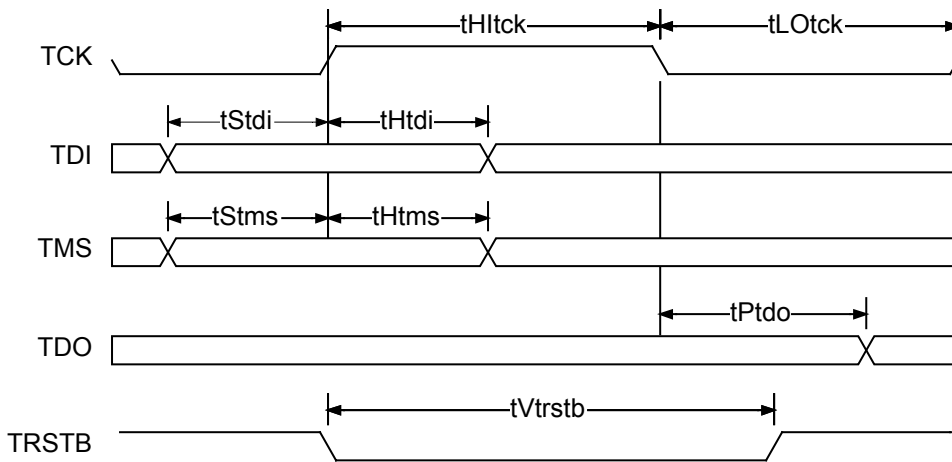 tHItck
tLOtck
TCK
tStdi
tHtdi
TDI
tStms
tHtms
TMS
tPtdo
TDO
tVtrstb
TRSTB